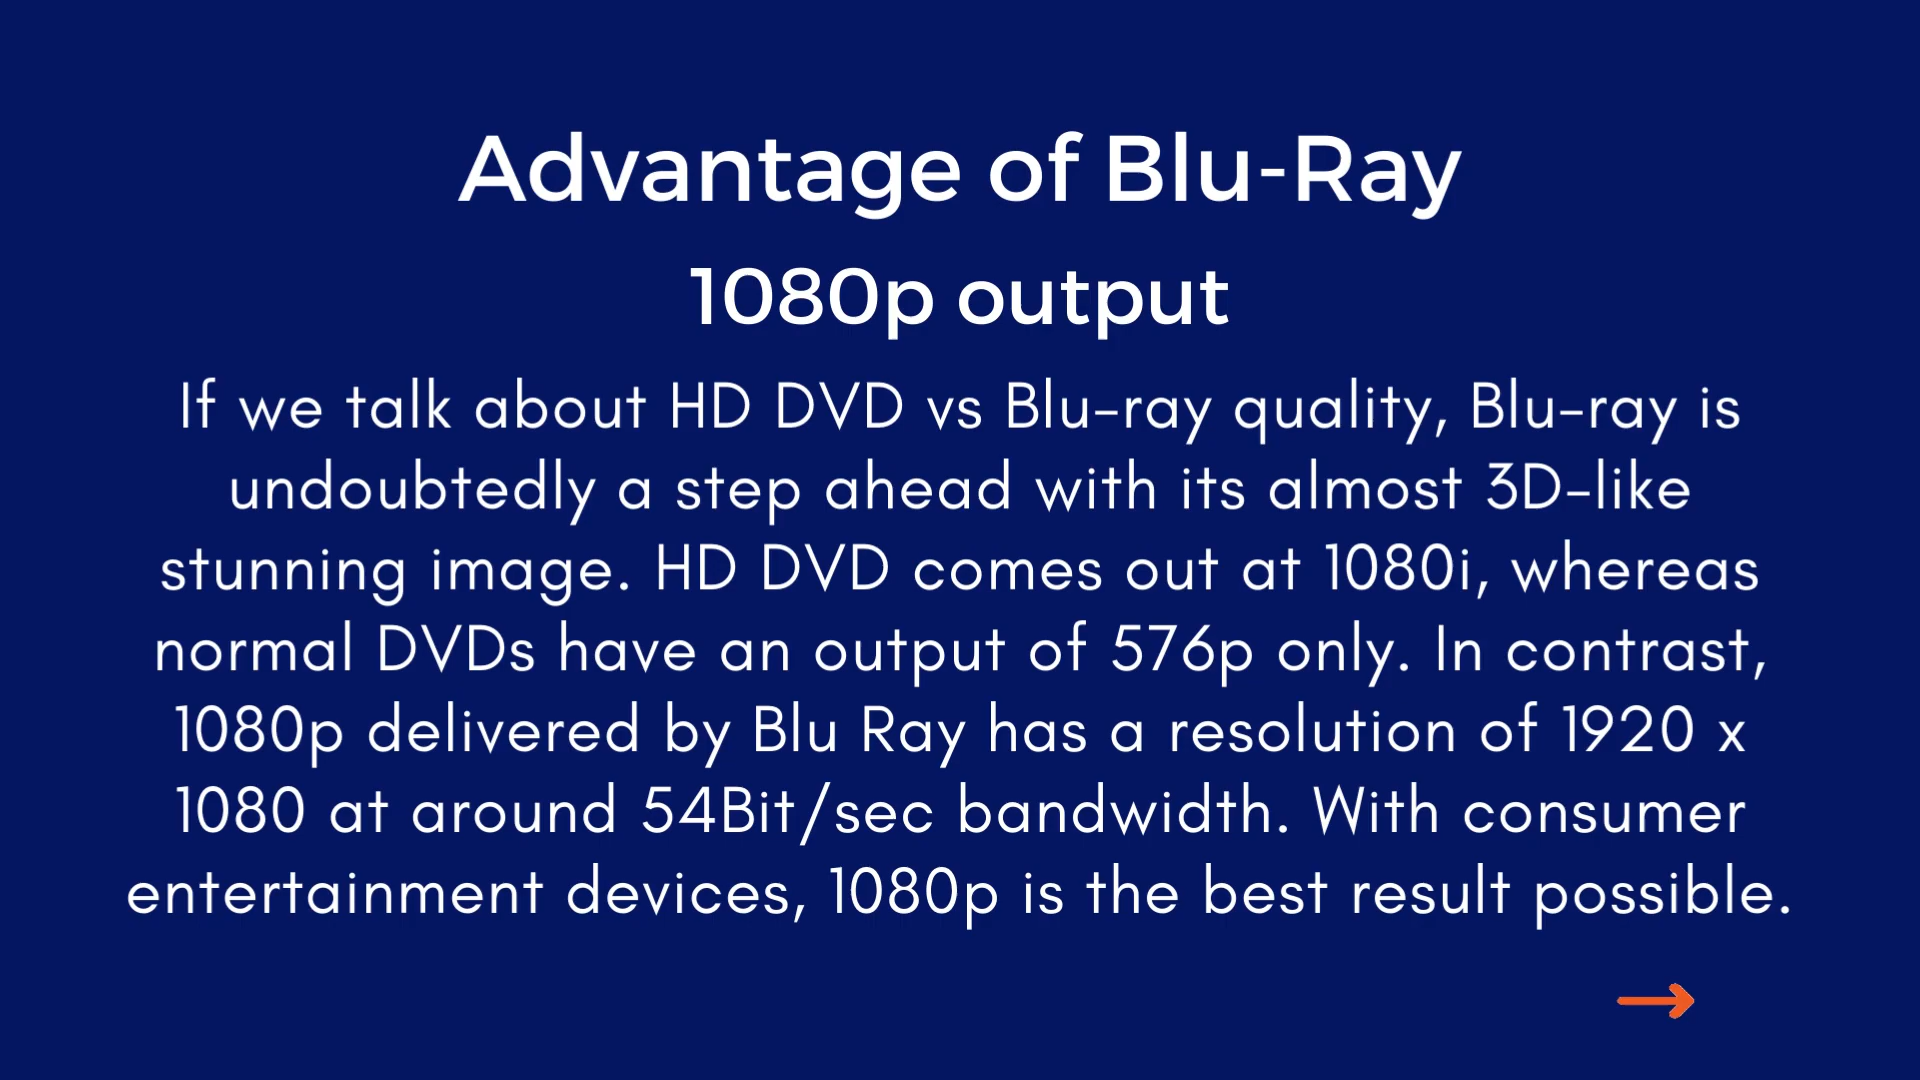 Advantage of Blu-Ray
1080p output
If we talk about HD DVD vs Blu-ray quality, Blu-ray is
undoubtedly a step ahead with its almost 3D-like
stunning image. HD DVD comes out at 1080i, whereas
normal DVDs have an output of 576p only. In contrast,
1080p delivered by Blu Ray has a resolution of 1920 x
1080 at around 54Bit/sec bandwidth. With consumer
entertainment devices, 1080p is the best result possible.